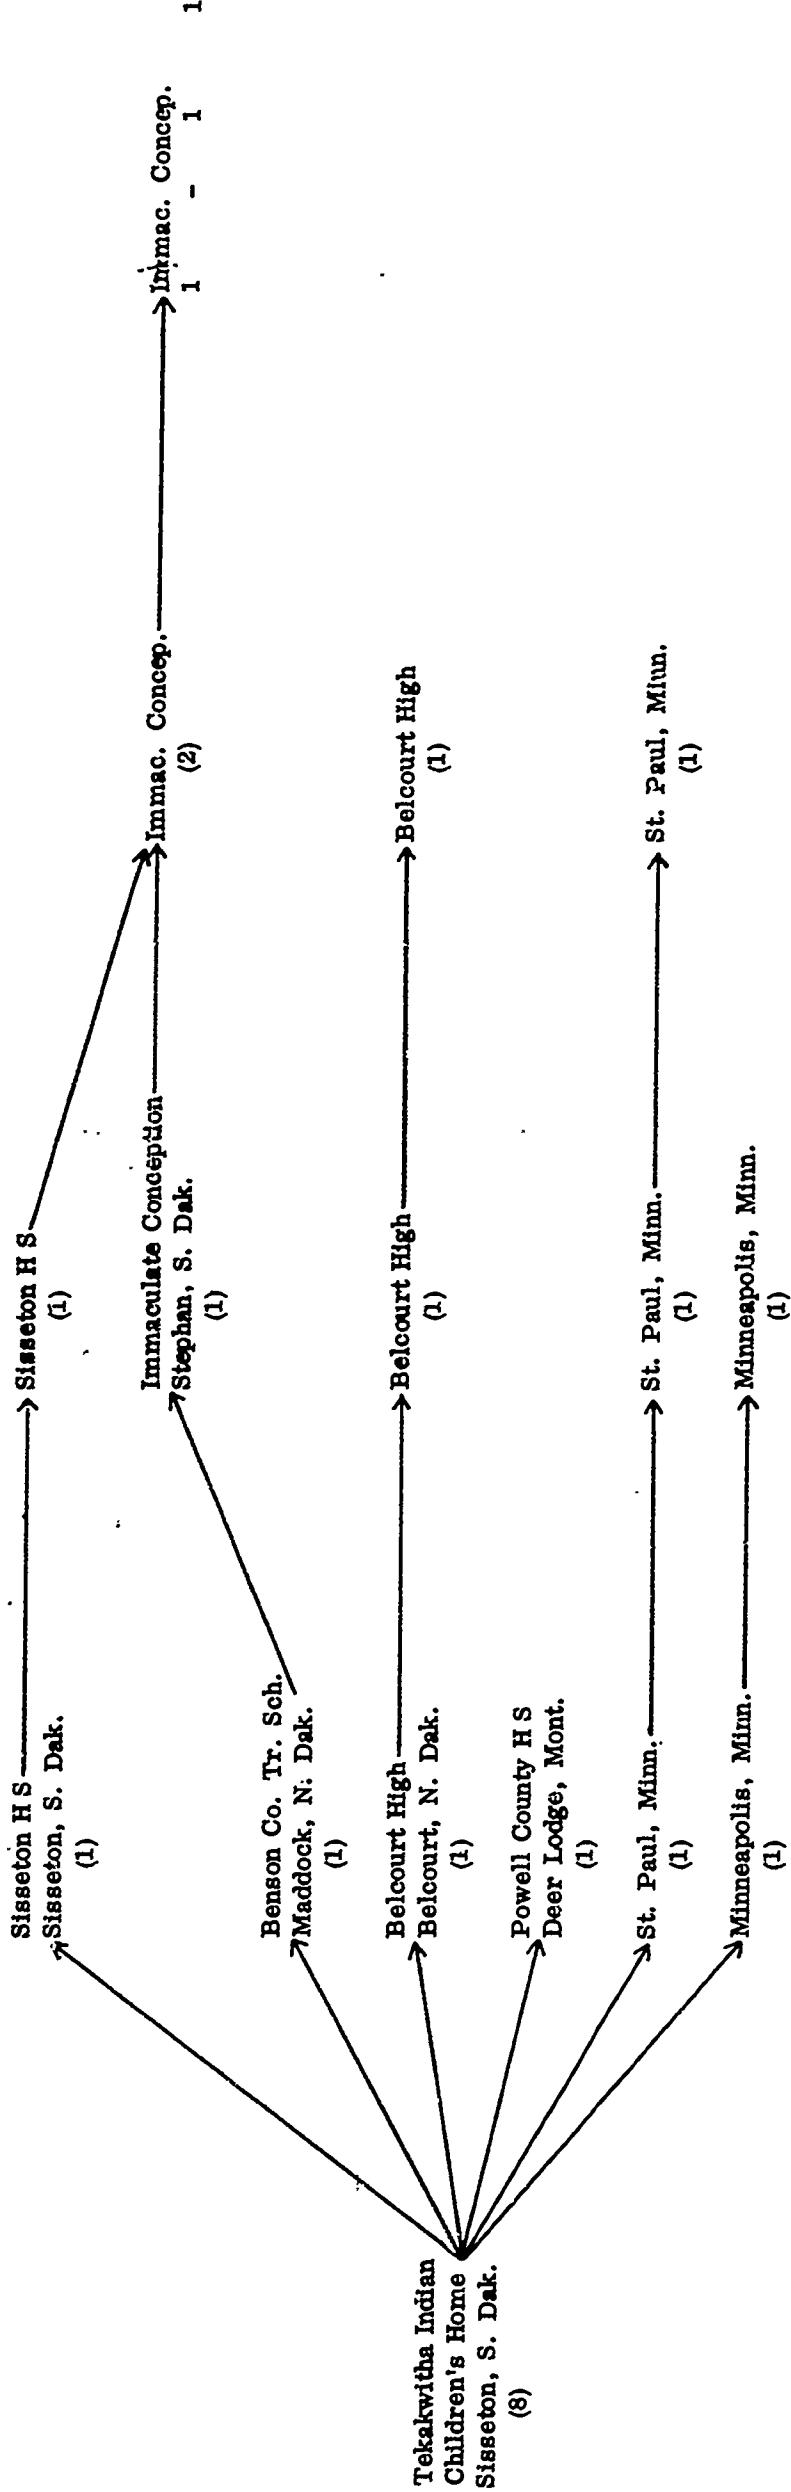 Tekakwitha Indian
Children's Home
Sisseton, S. Dak.
(8)
Sisseton H S
Sisseton, S. Dak.
(1)
Benson Co. Tr. Sch.
Maddock, N. Dak.
(1)
Belcourt High
Belcourt, N. Dak.
(1)
Powell County H S
Deer Lodge, Mont.
(1)
St. Paul, Minn.
(1)
Minneapolis, Minn.
(1)
Sisseton H S
(1)
Immaculate Conception
Stephan, S. Dak.
(1)
Belcourt High
(1)
St. Paul, Minn.
(1)
Minneapolis, Minn.
(1)
Immac. Concep.
(2)
Belcourt High
(1)
St. Paul, Minn.
(1)
Immac. Concep.
1 - 1 1